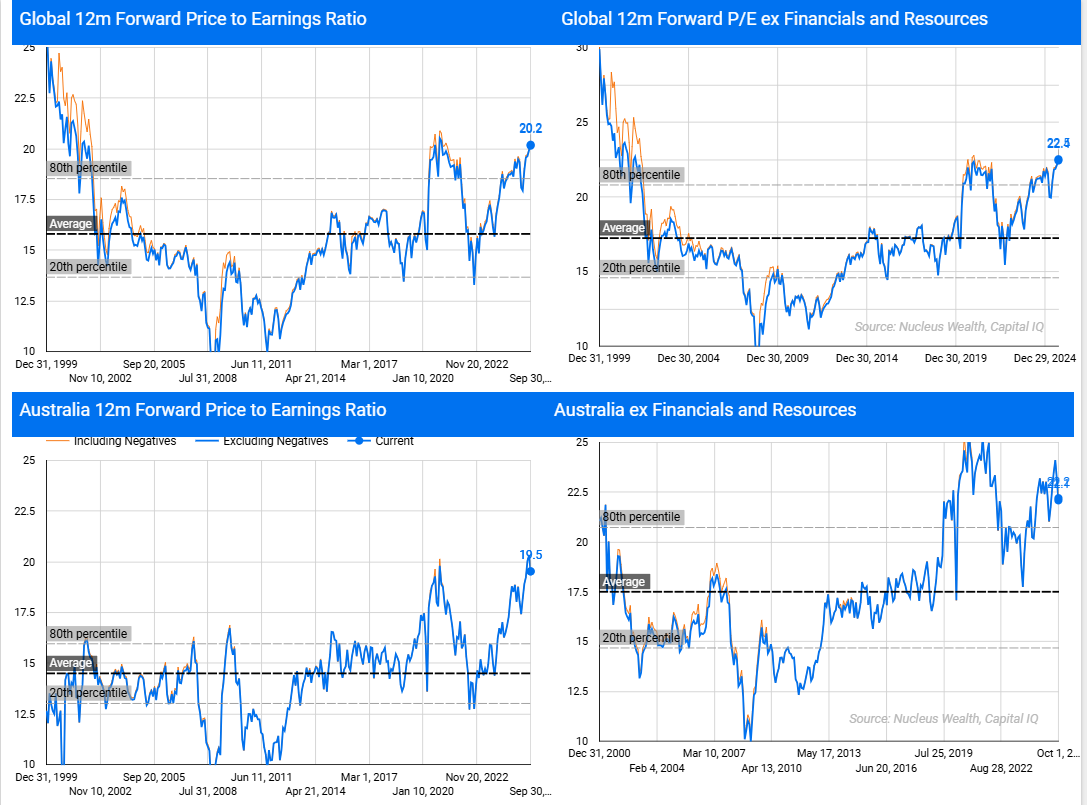 Global 12m Forward Price to Earnings Ratio
25
22.5
20
17.5
15
12.5
10
80th percentile
Average
20th percentile
20.2
Dec 31, 1999
Nov 10, 2002
Sep 20, 2005
Jul 31, 2008
Jun 11, 2011
Apr 21, 2014
Mar 1, 2017
Jan 10, 2020
Nov 20, 2022
Sep 30,...
Global 12m Forward P/E ex Financials and Resources
30
25
20
15
10
80th percentile
Average
20th percentile
Source: Nucleus Wealth, Capital IQ
Dec 31, 1999
Dec 30, 2004
Dec 30, 2009
Dec 30, 2014
Dec 30, 2019
Dec 29, 2024
Australia 12m Forward Price to Earnings Ratio
Including Negatives
Excluding Negatives
Current
25
22.5
20
17.5
15
12.5
10
80th percentile
Average
20th percentile
19.5
Dec 31, 1999
Nov 10, 2002
Sep 20, 2005
Jul 31, 2008
Jun 11, 2011
Apr 21, 2014
Mar 1, 2017
Jan 10, 2020
Nov 20, 2022
Sep 30,...
Australia ex Financials and Resources
25
22.5
20
17.5
15
12.5
10
80th percentile
Average
20th percentile
Source: Nucleus Wealth, Capital IQ
Dec 31, 2000
Feb 4, 2004
Mar 10, 2007
Apr 13, 2010
May 17, 2013
Jun 20, 2016
Jul 25, 2019
Aug 28, 2022
Oct 1, 2...